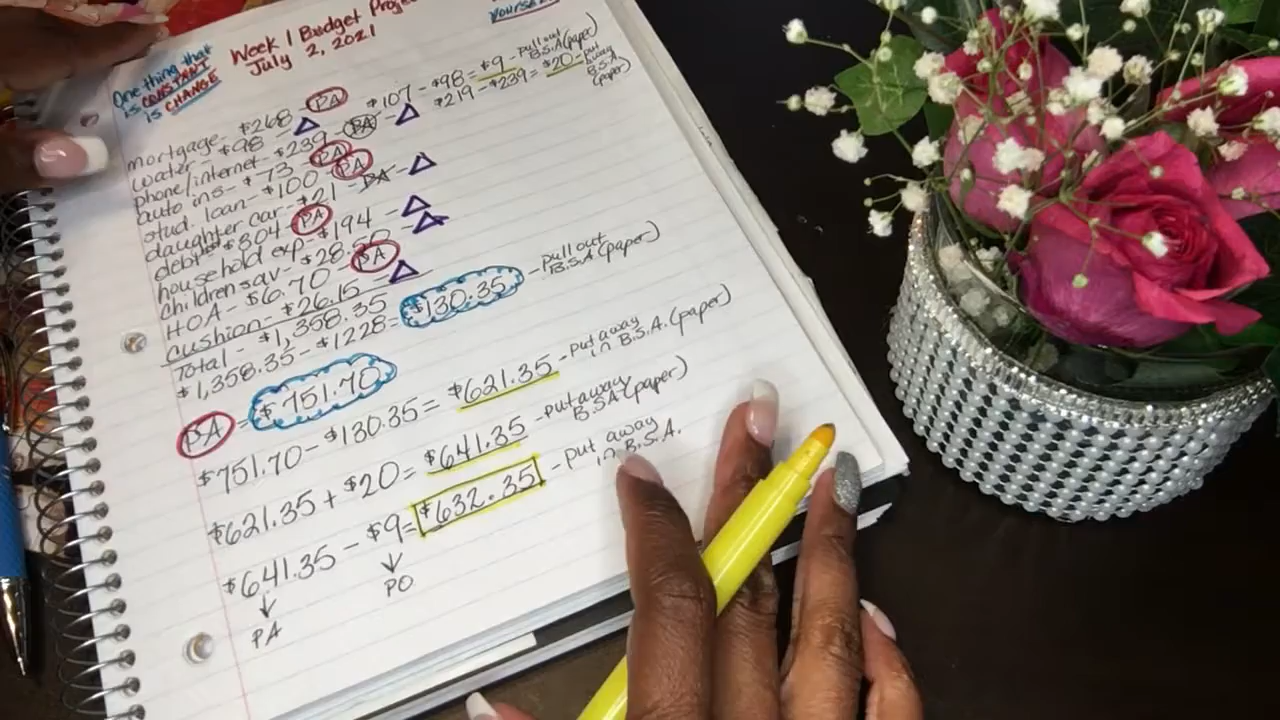 One thing that
is CONSTANT
is CHANGE
Week 1 Budget
July 2, 2021
YOURSELF
mortgage - $268 - PA
water - $98 - $107 - $98 = $9 - pull out B.S.A (paper)
phone/internet - $239 - $219 - $239 = $20 - put away B.S.A (paper)
auto ins - $73 PA
stud. loan - $100 PA
daughter car - $21 - PA -
debt - $304 PA
household exp - $194
children sav - $28.50
HOA - $6.70 PA
cushion - $26.15 -
Total - $1,358.35
$1,358.35 - $1228 = $130.35 - pull out B.S.A (paper)
PA = $751.70
$751.70 - $130.35 = $621.35 - put away in B.S.A. (paper)
$621.35 + $20 = $641.35 - put away B.S.A (paper)
$641.35 - $9 = $632.35 - put away in B.S.A.
PA
PO